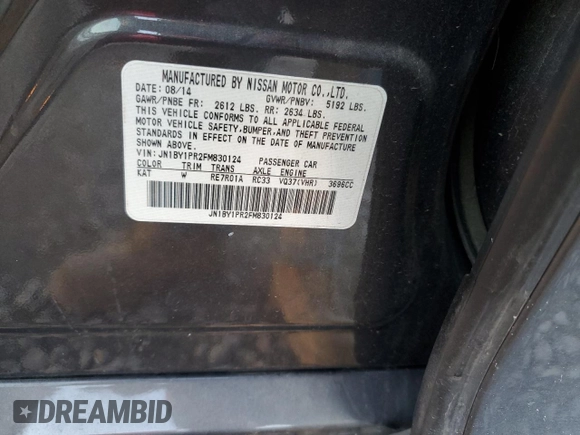 MANUFACTURED BY NISSAN MOTOR CO.,LTD.
DATE: 08/14 GVWR/PNBV: 5192 LBS.
GAWR/PNBE FR: 2612 LBS. RR: 2634 LBS.
THIS VEHICLE CONFORMS TO ALL APPLICABLE FEDERAL
MOTOR VEHICLE SAFETY,BUMPER,AND THEFT PREVENTION
STANDARDS IN EFFECT ON THE DATE OF MANUFACTURE
SHOWN ABOVE.
VIN: JN1BY1PR2FM830124 PASSENGER CAR
COLOR TRIM TRANS AXLE ENGINE
KAT W RE7R01A RC33 VQ37(VHR) 3696CC
JN1BY1PR2FM830124
DREAMBID